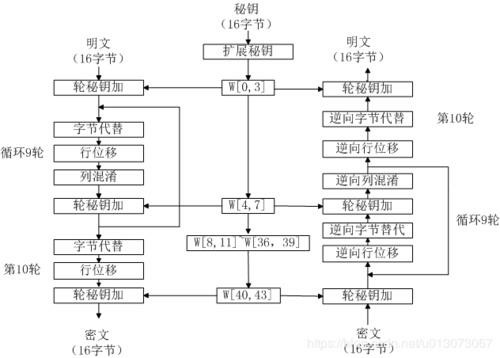 秘钥
(16字节)
扩展秘钥
明文
(16字节)
轮秘钥加
字节代替
循环9轮
行位移
列混淆
轮秘钥加
字节代替
第10轮
行位移
轮秘钥加
密文
(16字节)
W[0,3]
W[4,7]
W[8,11]~W[36，39]
W[40,43]
明文
(16字节)
轮秘钥加
逆向字节代替
第10轮
逆向行位移
逆向列混淆
轮秘钥加
循环9轮
逆向字节替代
逆向行位移
轮秘钥加
密文
(16字节)